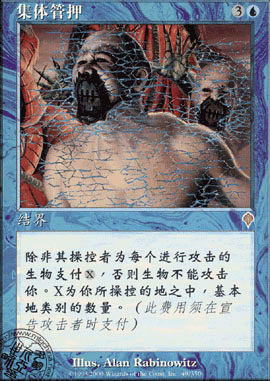 集体管押 3
结界
除非其操控者为每个进行攻击的
生物支付X，否则生物不能攻击
你。X为你所操控的地之中，基本
地类别的数量。（此费用须在宣
告攻击者时支付）
Illus. Alan Rabinowitz